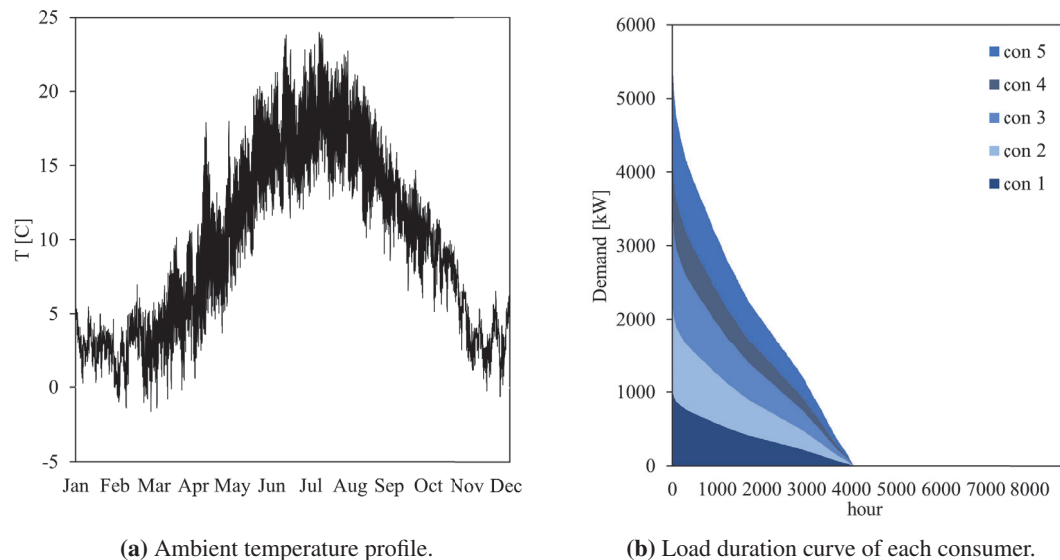 25
20
15
10
5
0
-5
T [C]
Jan Feb Mar Apr May Jun Jul Aug Sep Oct Nov Dec
(a) Ambient temperature profile.
6000
5000
4000
3000
2000
1000
0
Demand [kW]
con 5
con 4
con 3
con 2
con 1
0 1000 2000 3000 4000 5000 6000 7000 8000
hour
(b) Load duration curve of each consumer.